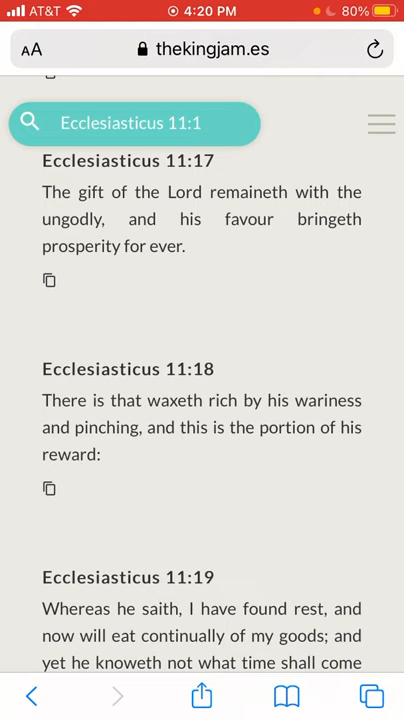 AT&T 4:20 PM 80%
AA thekingjam.es
Ecclesiasticus 11:1
Ecclesiasticus 11:17
The gift of the Lord remaineth with the
ungodly, and his favour bringeth
prosperity for ever.
Ecclesiasticus 11:18
There is that waxeth rich by his wariness
and pinching, and this is the portion of his
reward:
Ecclesiasticus 11:19
Whereas he saith, I have found rest, and
now will eat continually of my goods; and
yet he knoweth not what time shall come